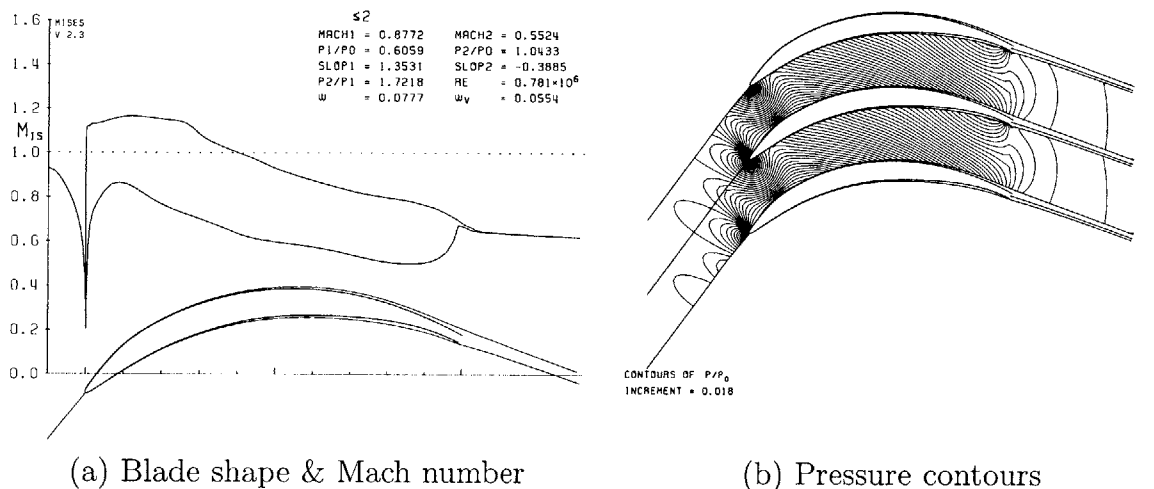 1.6
1.4
1.2
M_IS
1.0
0.8
0.6
0.4
0.2
0.0
MISES
V 2.3
≤2
MACH1 = 0.8772 MACH2 = 0.5524
P1/P0 = 0.6059 P2/P0 = 1.0433
SLOP1 = 1.3531 SLOP2 = -0.3885
P2/P1 = 1.7218 RE = 0.781×10⁶
ω = 0.0777 ω_V = 0.0554
CONTOURS OF P/P₀
INCREMENT = 0.018
(a) Blade shape & Mach number
(b) Pressure contours